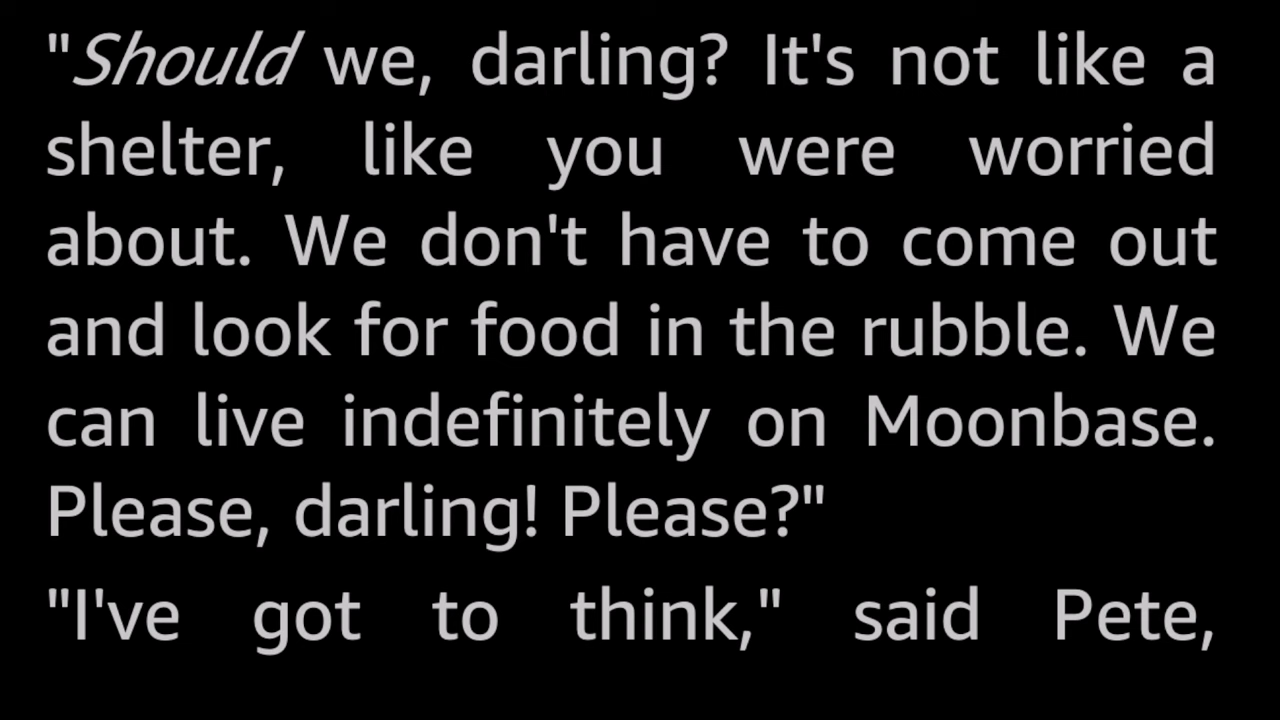 "Should we, darling? It's not like a
shelter, like you were worried
about. We don't have to come out
and look for food in the rubble. We
can live indefinitely on Moonbase.
Please, darling! Please?"
"I've got to think," said Pete,